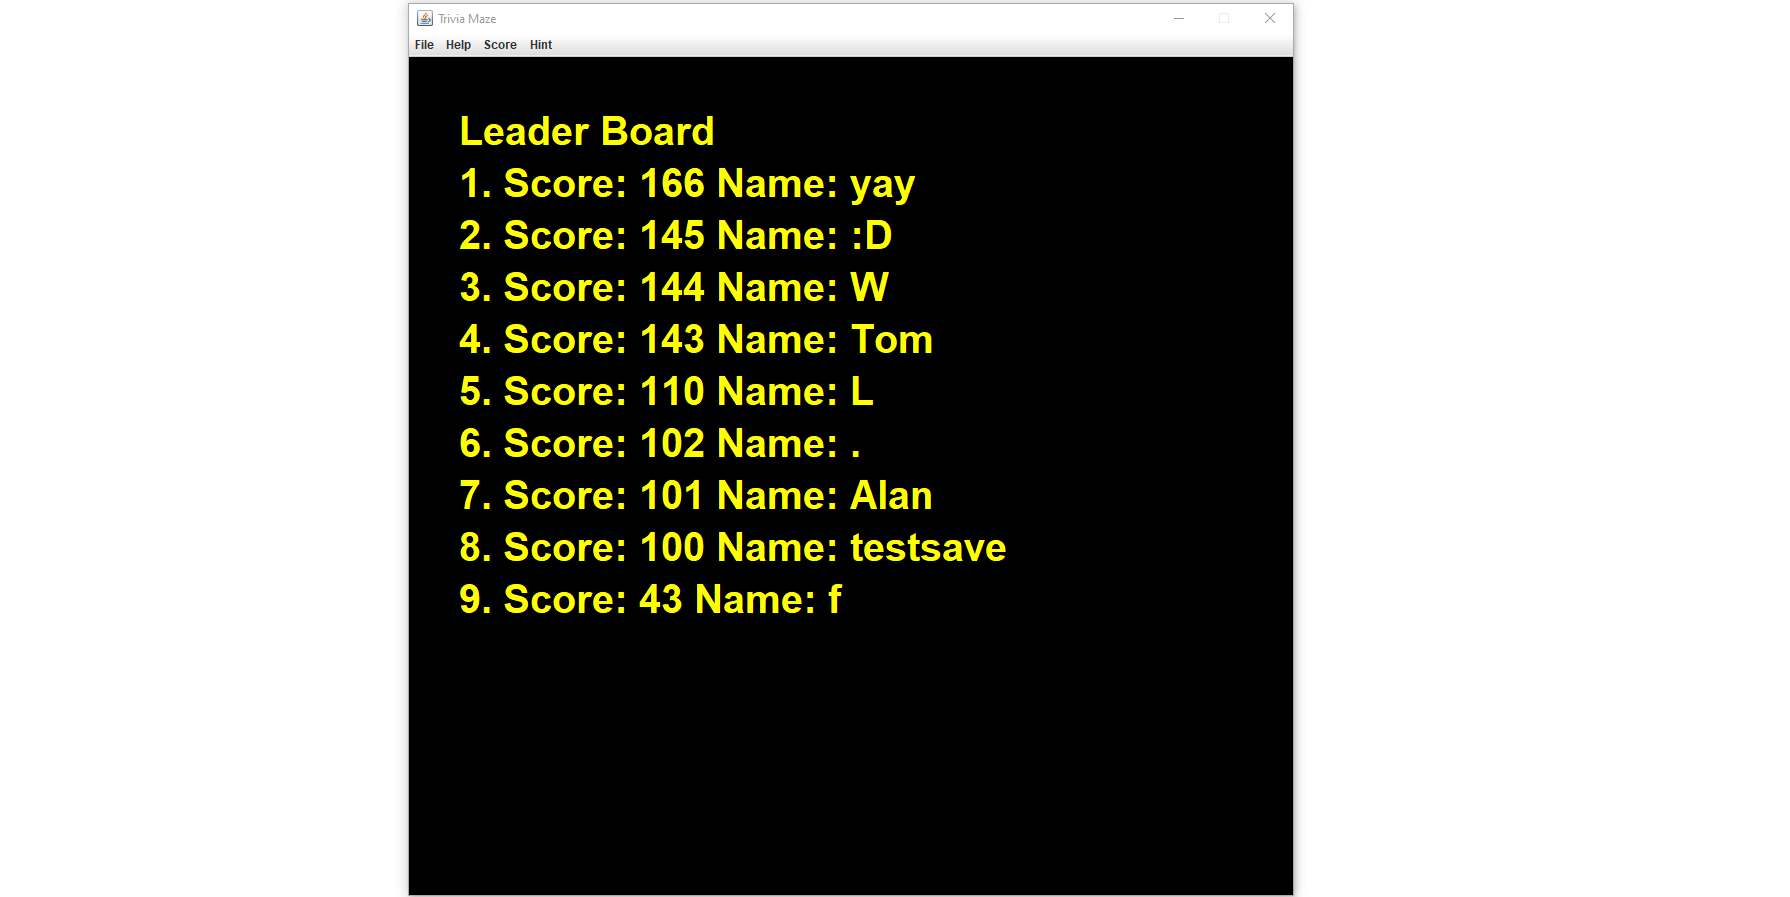 Trivia Maze
File Help Score Hint
Leader Board
1. Score: 166 Name: yay
2. Score: 145 Name: :D
3. Score: 144 Name: W
4. Score: 143 Name: Tom
5. Score: 110 Name: L
6. Score: 102 Name: .
7. Score: 101 Name: Alan
8. Score: 100 Name: testsave
9. Score: 43 Name: f